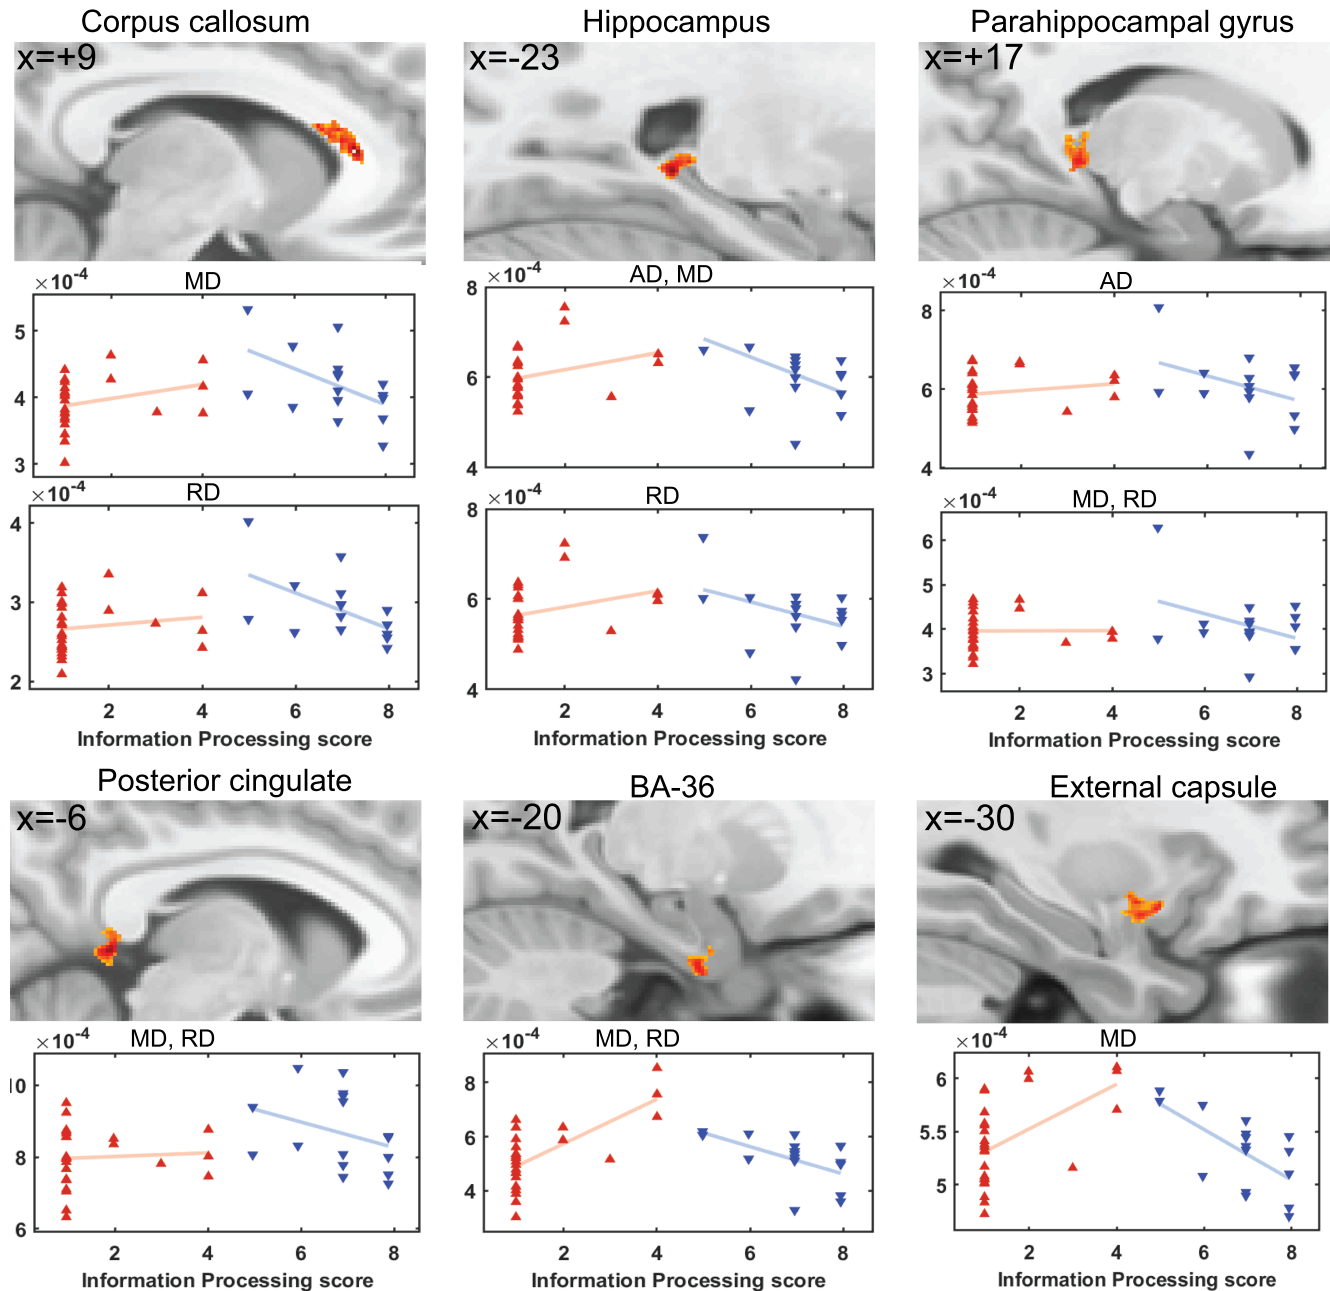 Corpus callosum
Hippocampus
Parahippocampal gyrus
x=+9
x=-23
x=+17
×10-4
MD
5
4
3
×10-4
AD, MD
8
6
4
×10-4
AD
8
6
4
×10-4
RD
4
3
2
2 4 6 8
Information Processing score
×10-4
RD
8
6
4
2 4 6 8
Information Processing score
×10-4
MD, RD
6
5
4
3
2 4 6 8
Information Processing score
Posterior cingulate
BA-36
External capsule
x=-6
x=-20
x=-30
×10-4
MD, RD
10
8
6
2 4 6 8
Information Processing score
×10-4
MD, RD
8
6
4
2 4 6 8
Information Processing score
×10-4
MD
6
5.5
5
2 4 6 8
Information Processing score